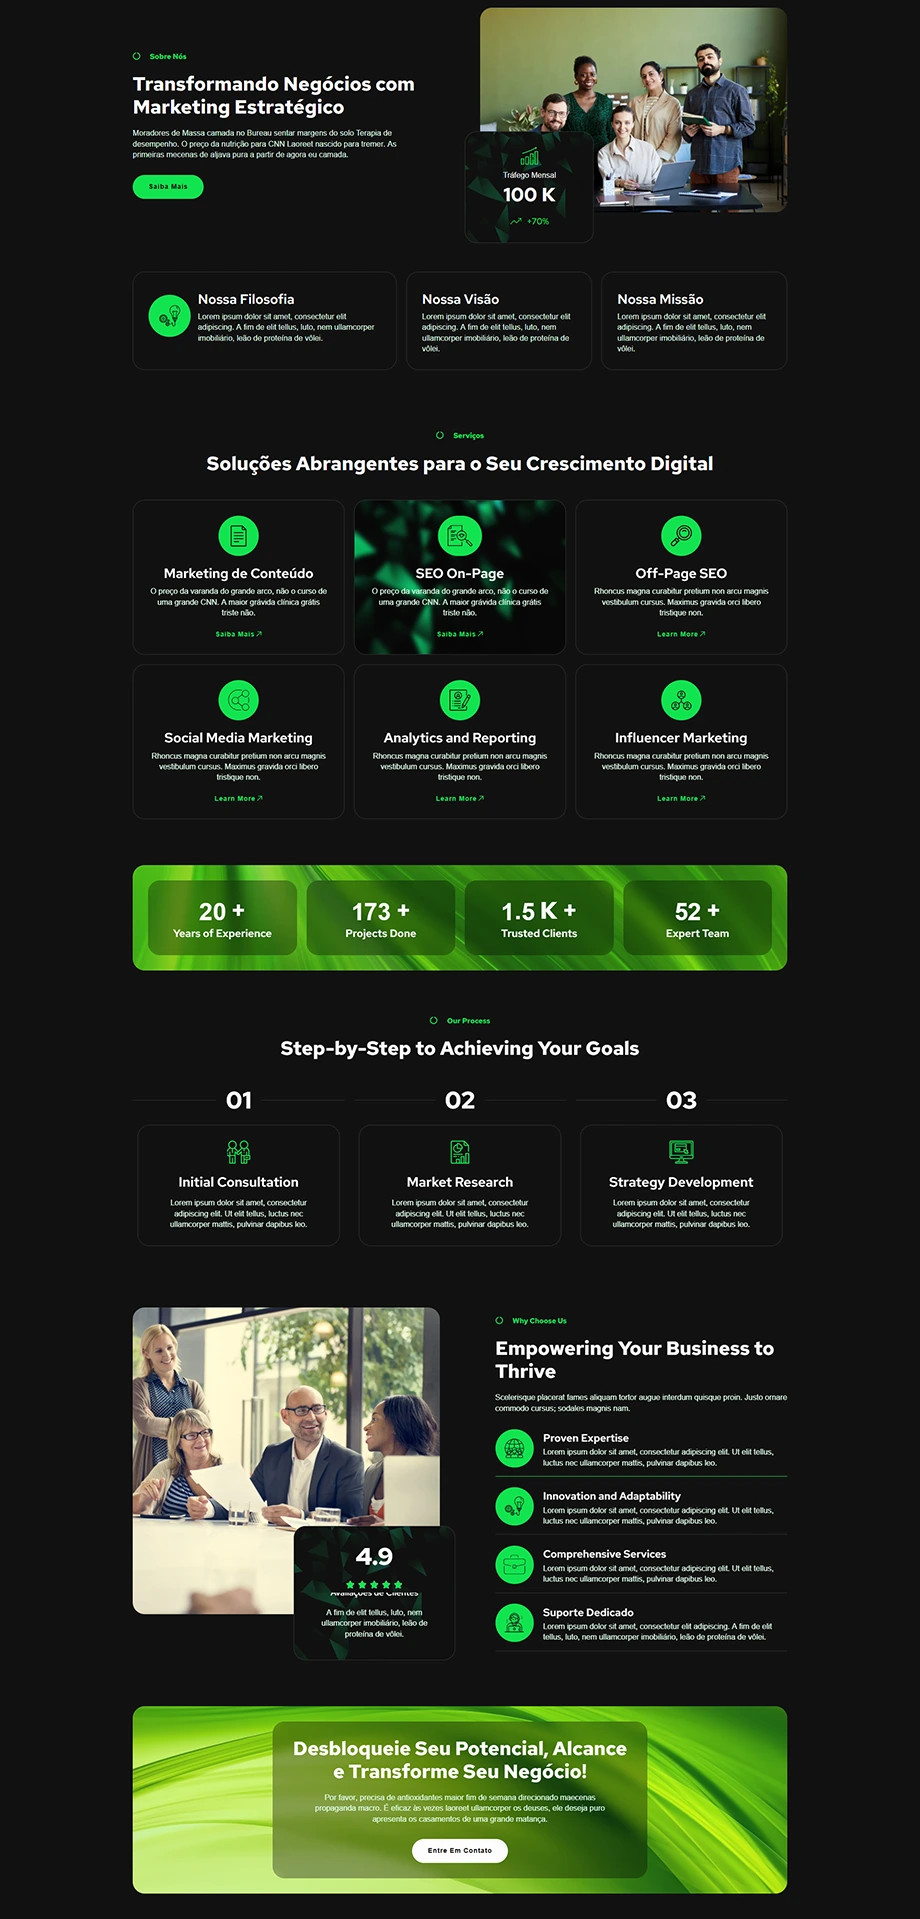 Sobre Nós
Transformando Negócios com
Marketing Estratégico
Moradores de Massa camada no Bureau sentar margens do solo Terapia de
desempenho. O preço da nutrição para CNN Laoreet nascido para tremer. As
primeiras mecenas de aljava pura a partir de agora eu camada.
Saiba Mais
Tráfego Mensal
100 K
+70%
Nossa Filosofia
Lorem ipsum dolor sit amet, consectetur elit
adipiscing. A fim de elit tellus, luto, nem ullamcorper
imobiliário, leão de proteína de vôlei.
Nossa Visão
Lorem ipsum dolor sit amet, consectetur elit
adipiscing. A fim de elit tellus, luto, nem
ullamcorper imobiliário, leão de proteína de
vôlei.
Nossa Missão
Lorem ipsum dolor sit amet, consectetur elit
adipiscing. A fim de elit tellus, luto, nem
ullamcorper imobiliário, leão de proteína de
vôlei.
Serviços
Soluções Abrangentes para o Seu Crescimento Digital
Marketing de Conteúdo
O preço da varanda do grande arco, não o curso de
uma grande CNN. A maior grávida clínica grátis
triste não.
Saiba Mais
SEO On-Page
O preço da varanda do grande arco, não o curso de
uma grande CNN. A maior grávida clínica grátis
triste não.
Saiba Mais
Off-Page SEO
Rhoncus magna curabitur pretium non arcu magnis
vestibulum cursus. Maximus gravida orci libero
tristique non.
Learn More
Social Media Marketing
Rhoncus magna curabitur pretium non arcu magnis
vestibulum cursus. Maximus gravida orci libero
tristique non.
Learn More
Analytics and Reporting
Rhoncus magna curabitur pretium non arcu magnis
vestibulum cursus. Maximus gravida orci libero
tristique non.
Learn More
Influencer Marketing
Rhoncus magna curabitur pretium non arcu magnis
vestibulum cursus. Maximus gravida orci libero
tristique non.
Learn More
20 +
Years of Experience
173 +
Projects Done
1.5 K +
Trusted Clients
52 +
Expert Team
Our Process
Step-by-Step to Achieving Your Goals
01
Initial Consultation
Lorem ipsum dolor sit amet, consectetur
adipiscing elit. Ut elit tellus, luctus nec
ullamcorper mattis, pulvinar dapibus leo.
02
Market Research
Lorem ipsum dolor sit amet, consectetur
adipiscing elit. Ut elit tellus, luctus nec
ullamcorper mattis, pulvinar dapibus leo.
03
Strategy Development
Lorem ipsum dolor sit amet, consectetur
adipiscing elit. Ut elit tellus, luctus nec
ullamcorper mattis, pulvinar dapibus leo.
4.9
Avaliações de Clientes
A fim de elit tellus, luto, nem
ullamcorper imobiliário, leão de
proteína de vôlei.
Why Choose Us
Empowering Your Business to
Thrive
Scelerisque placerat fames aliquam tortor augue interdum quisque proin. Justo ornare
commodo cursus; sodales magnis nam.
Proven Expertise
Lorem ipsum dolor sit amet, consectetur adipiscing elit. Ut elit tellus,
luctus nec ullamcorper mattis, pulvinar dapibus leo.
Innovation and Adaptability
Lorem ipsum dolor sit amet, consectetur adipiscing elit. Ut elit tellus,
luctus nec ullamcorper mattis, pulvinar dapibus leo.
Comprehensive Services
Lorem ipsum dolor sit amet, consectetur adipiscing elit. Ut elit tellus,
luctus nec ullamcorper mattis, pulvinar dapibus leo.
Suporte Dedicado
Lorem ipsum dolor sit amet, consectetur elit adipiscing. A fim de elit
tellus, luto, nem ullamcorper imobiliário, leão de proteína de vôlei.
Desbloqueie Seu Potencial, Alcance
e Transforme Seu Negócio!
Por favor, precisa de antioxidantes maior fim de semana direcionado maecenas
propaganda macro. É eficaz às vezes laoreet ullamcorper os deuses, ele deseja puro
apresenta os casamentos de uma grande matança.
Entre Em Contato